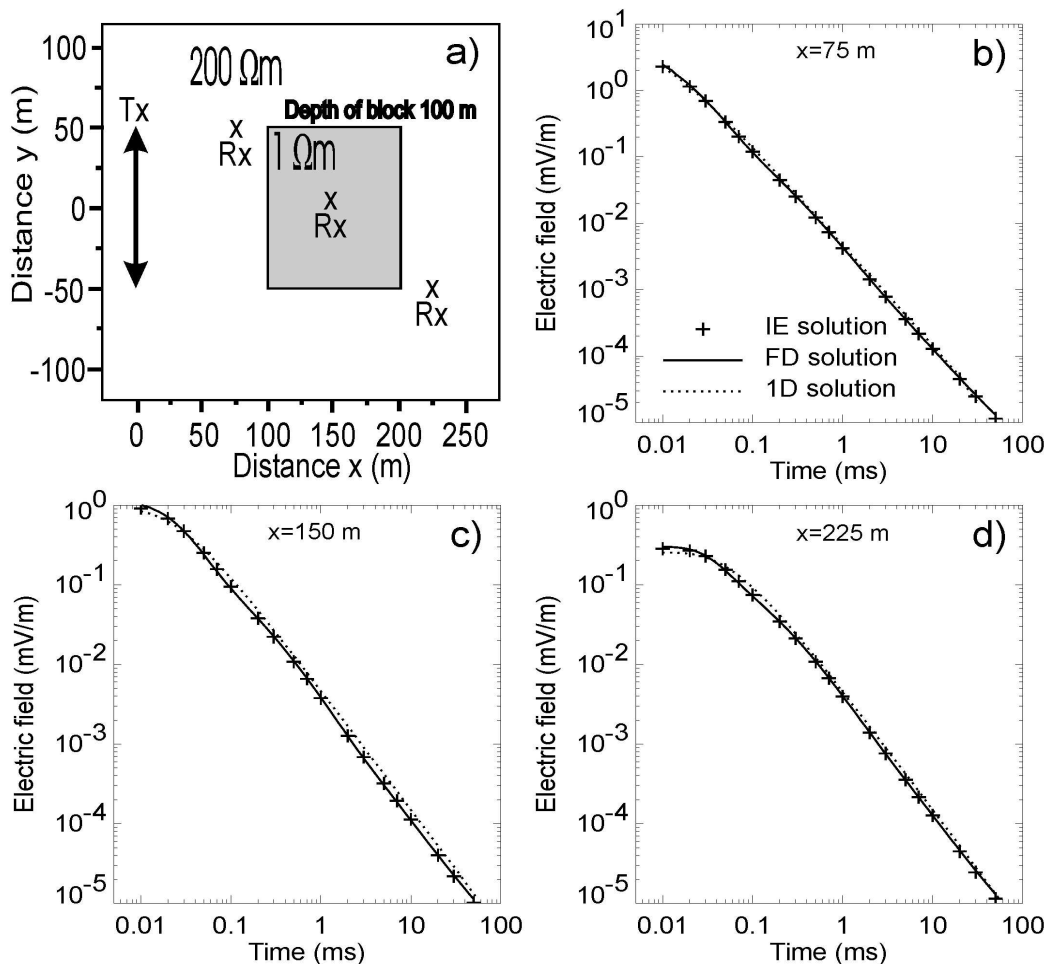 a)
100
50
0
-50
-100
Distance y (m)
200 Ωm
Depth of block 100 m
Tx
x
Rx
1 Ωm
x
Rx
x
Rx
0 50 100 150 200 250
Distance x (m)
b)
x=75 m
10^1
10^0
10^-1
10^-2
10^-3
10^-4
10^-5
Electric field (mV/m)
+ IE solution
FD solution
1D solution
0.01 0.1 1 10 100
Time (ms)
c)
x=150 m
10^0
10^-1
10^-2
10^-3
10^-4
10^-5
Electric field (mV/m)
0.01 0.1 1 10 100
Time (ms)
d)
x=225 m
10^0
10^-1
10^-2
10^-3
10^-4
10^-5
Electric field (mV/m)
0.01 0.1 1 10 100
Time (ms)